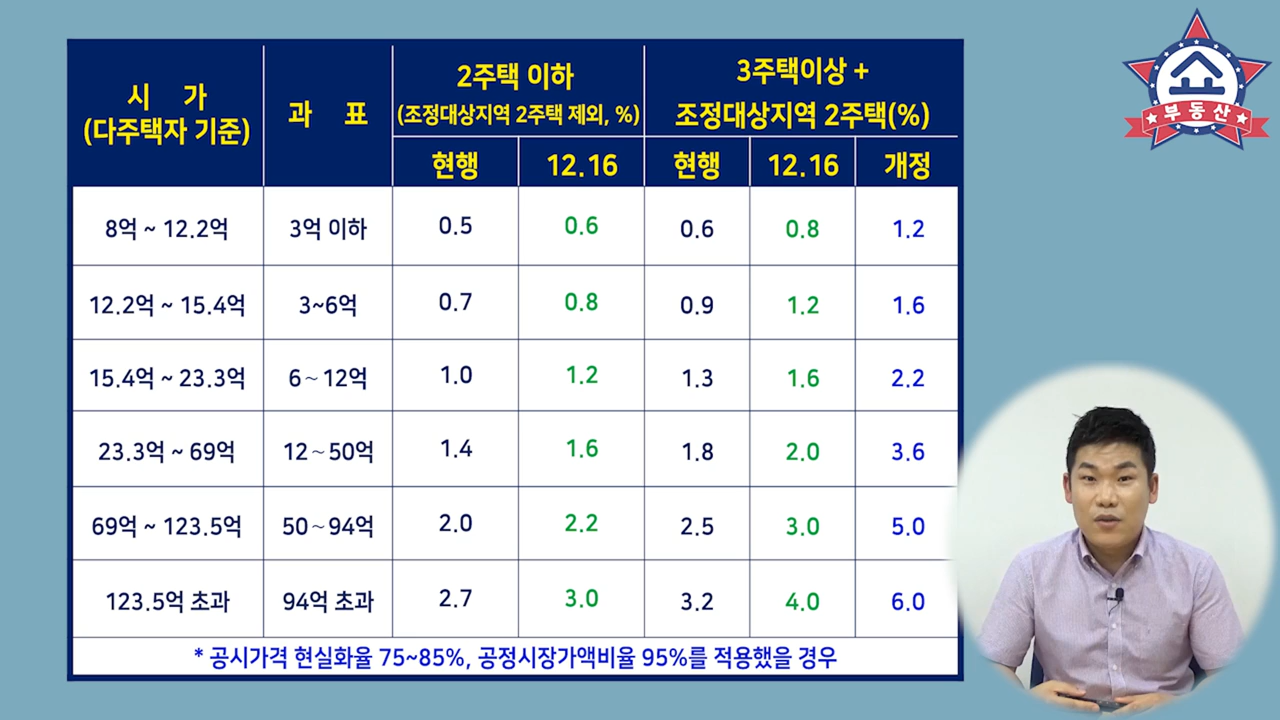 시 가
(다주택자 기준)
과 표
2주택 이하
(조정대상지역 2주택 제외, %)
3주택이상 +
조정대상지역 2주택(%)
현행 12.16 현행 12.16 개정
8억 ~ 12.2억 3억 이하 0.5 0.6 0.6 0.8 1.2
12.2억 ~ 15.4억 3~6억 0.7 0.8 0.9 1.2 1.6
15.4억 ~ 23.3억 6~12억 1.0 1.2 1.3 1.6 2.2
23.3억 ~ 69억 12~50억 1.4 1.6 1.8 2.0 3.6
69억 ~ 123.5억 50~94억 2.0 2.2 2.5 3.0 5.0
123.5억 초과 94억 초과 2.7 3.0 3.2 4.0 6.0
* 공시가격 현실화율 75~85%, 공정시장가액비율 95%를 적용했을 경우
쇼
부동산